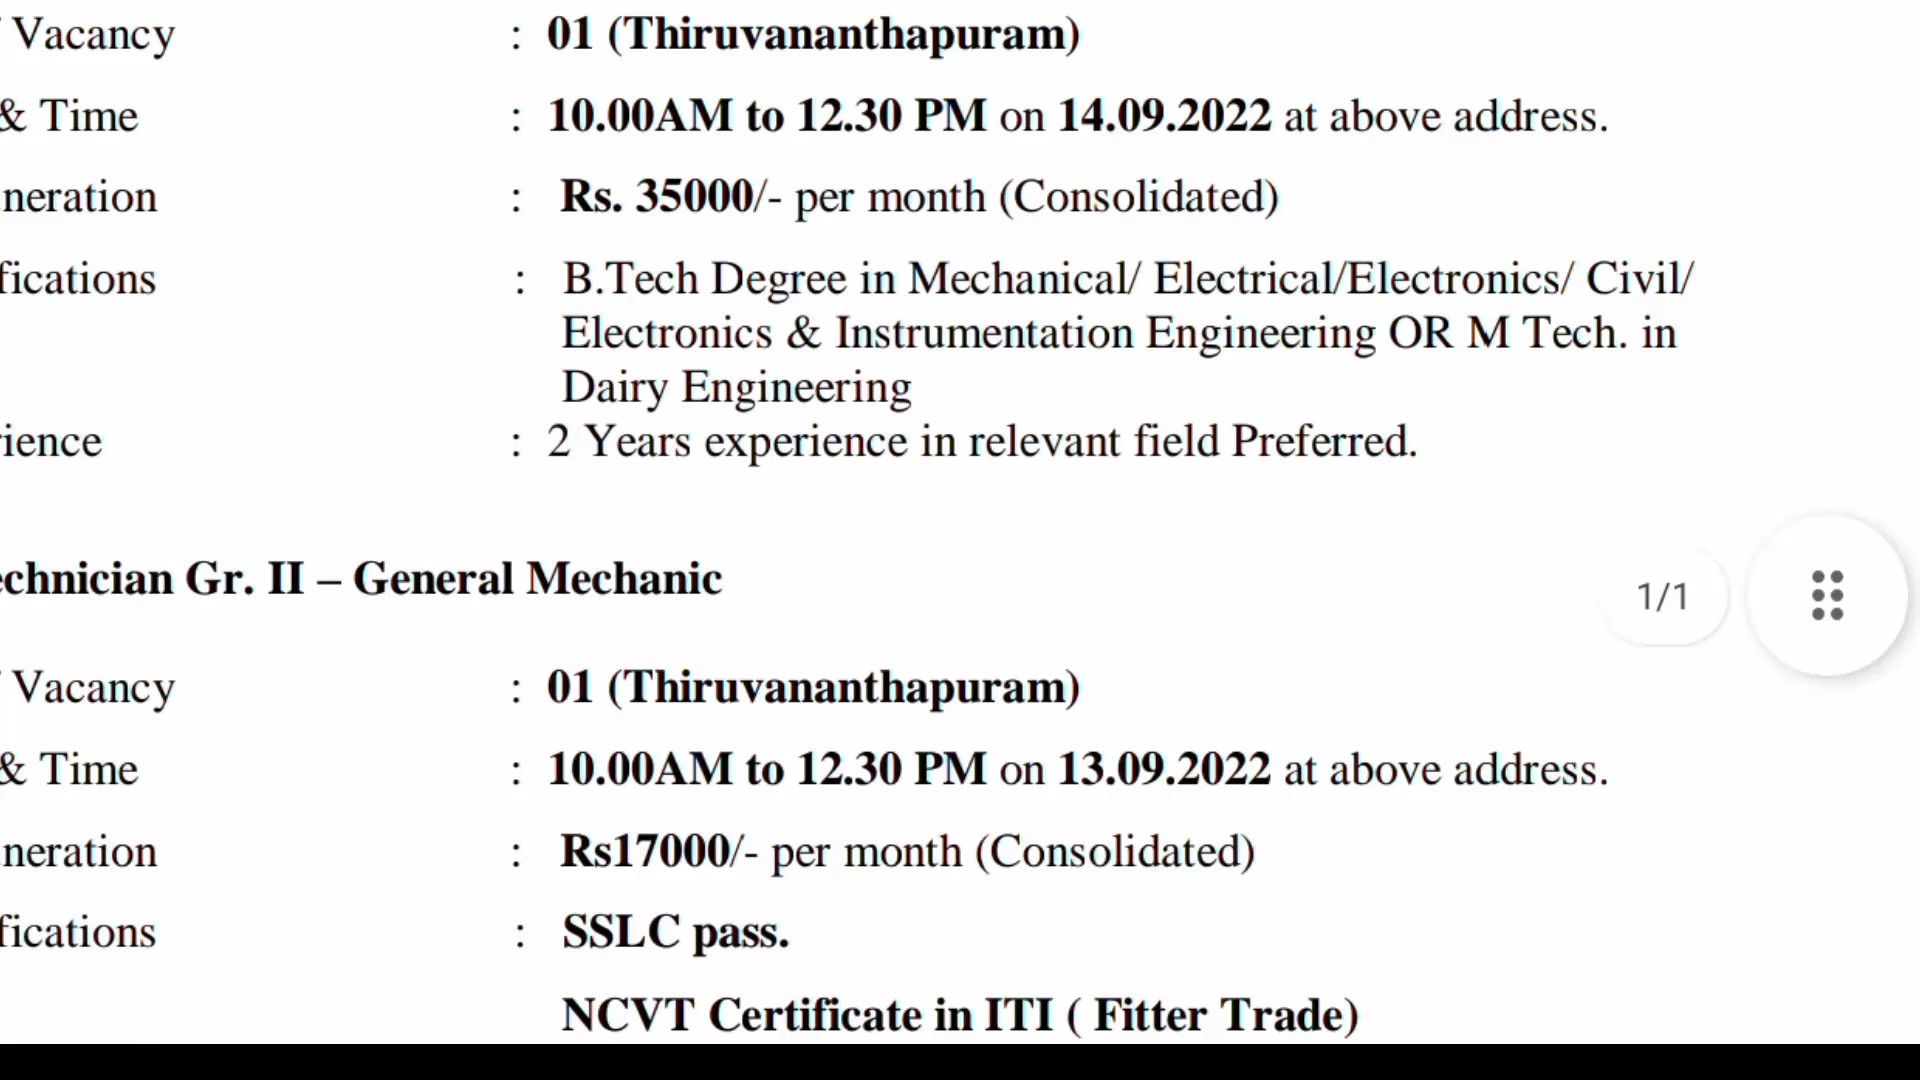 Vacancy : 01 (Thiruvananthapuram)
& Time : 10.00AM to 12.30 PM on 14.09.2022 at above address.
neration : Rs. 35000/- per month (Consolidated)
fications : B.Tech Degree in Mechanical/ Electrical/Electronics/ Civil/
Electronics & Instrumentation Engineering OR M Tech. in
Dairy Engineering
ience : 2 Years experience in relevant field Preferred.
echnician Gr. II – General Mechanic
1/1
Vacancy : 01 (Thiruvananthapuram)
& Time : 10.00AM to 12.30 PM on 13.09.2022 at above address.
neration : Rs17000/- per month (Consolidated)
fications : SSLC pass.
NCVT Certificate in ITI ( Fitter Trade)